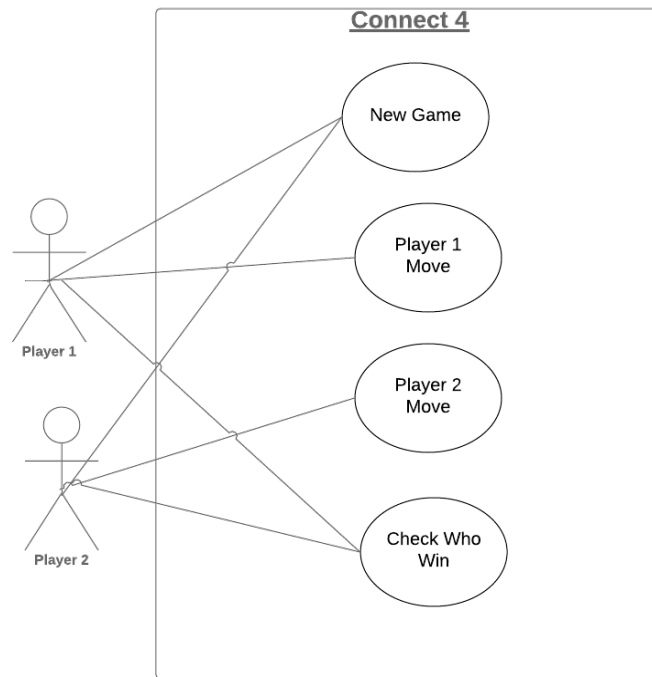 Connect 4
New Game
Player 1
Move
Player 1
Player 2
Move
Check Who
Win
Player 2